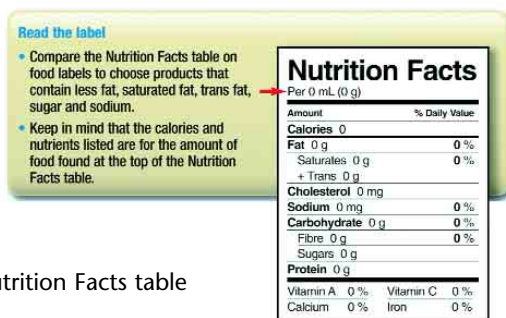 Read the label
• Compare the Nutrition Facts table on
food labels to choose products that
contain less fat, saturated fat, trans fat,
sugar and sodium.
• Keep in mind that the calories and
nutrients listed are for the amount of
food found at the top of the Nutrition
Facts table.
Nutrition Facts
Per 0 mL (0 g)
Amount % Daily Value
Calories 0
Fat 0 g 0 %
Saturates 0 g 0 %
+ Trans 0 g
Cholesterol 0 mg
Sodium 0 mg 0 %
Carbohydrate 0 g 0 %
Fibre 0 g 0 %
Sugars 0 g
Protein 0 g
Vitamin A 0 % Vitamin C 0 %
Calcium 0 % Iron 0 %
utrition Facts table